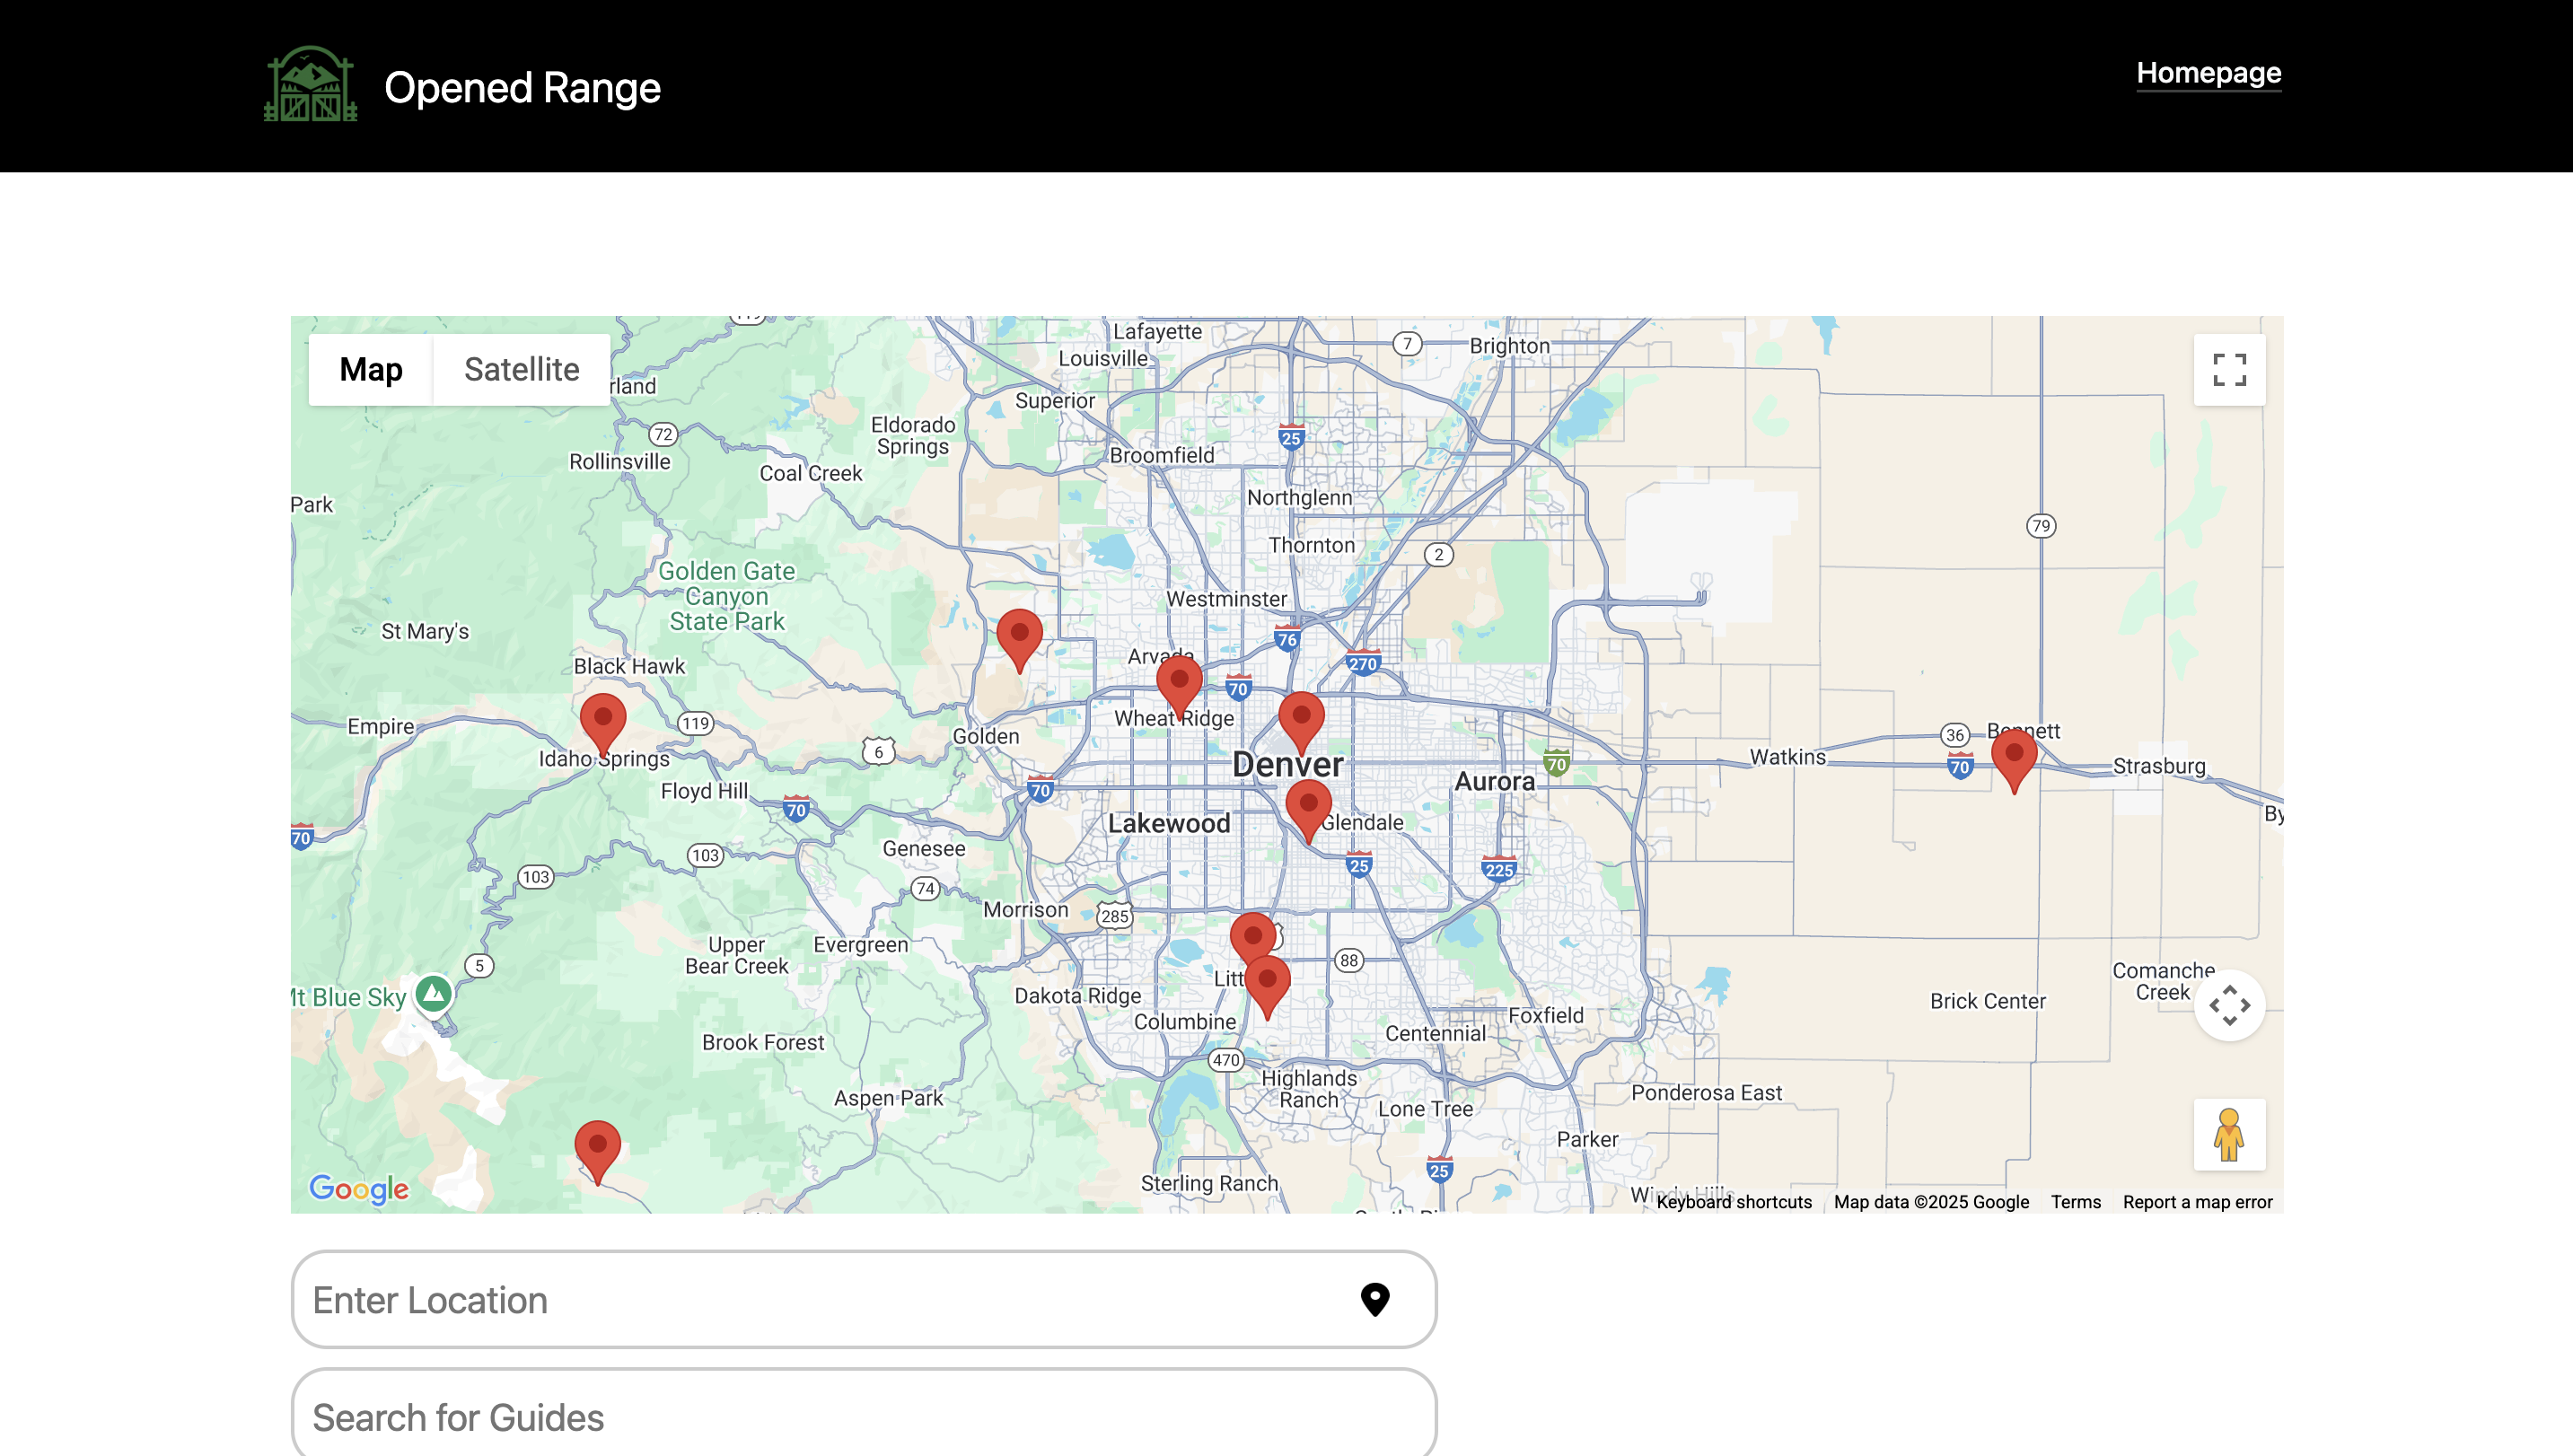 Opened Range
Homepage
Map
Satellite
Lafayette
Louisville
7
Brighton
rland
Superior
72
Eldorado
Springs
25
Rollinsville
Broomfield
Coal Creek
Northglenn
Park
79
Thornton
2
Golden Gate
Canyon
State Park
Westminster
St Mary's
76
Arvada
270
Black Hawk
70
Wheat Ridge
Empire
119
Golden
36
Bennett
6
Idaho Springs
Denver
70
Watkins
70
Strasburg
Aurora
Floyd Hill
70
70
By
70
Lakewood
Glendale
Genesee
103
25
225
103
74
Morrison
285
Upper
Bear Creek
Evergreen
88
5
Litt
Comanche
Creek
Mt Blue Sky
Dakota Ridge
Brick Center
Columbine
Foxfield
Centennial
Brook Forest
470
Highlands
Ranch
Aspen Park
Lone Tree
Ponderosa East
Parker
25
Sterling Ranch
Google
Windy Hills
Keyboard shortcuts
Map data ©2025 Google
Terms
Report a map error
Enter Location
Search for Guides